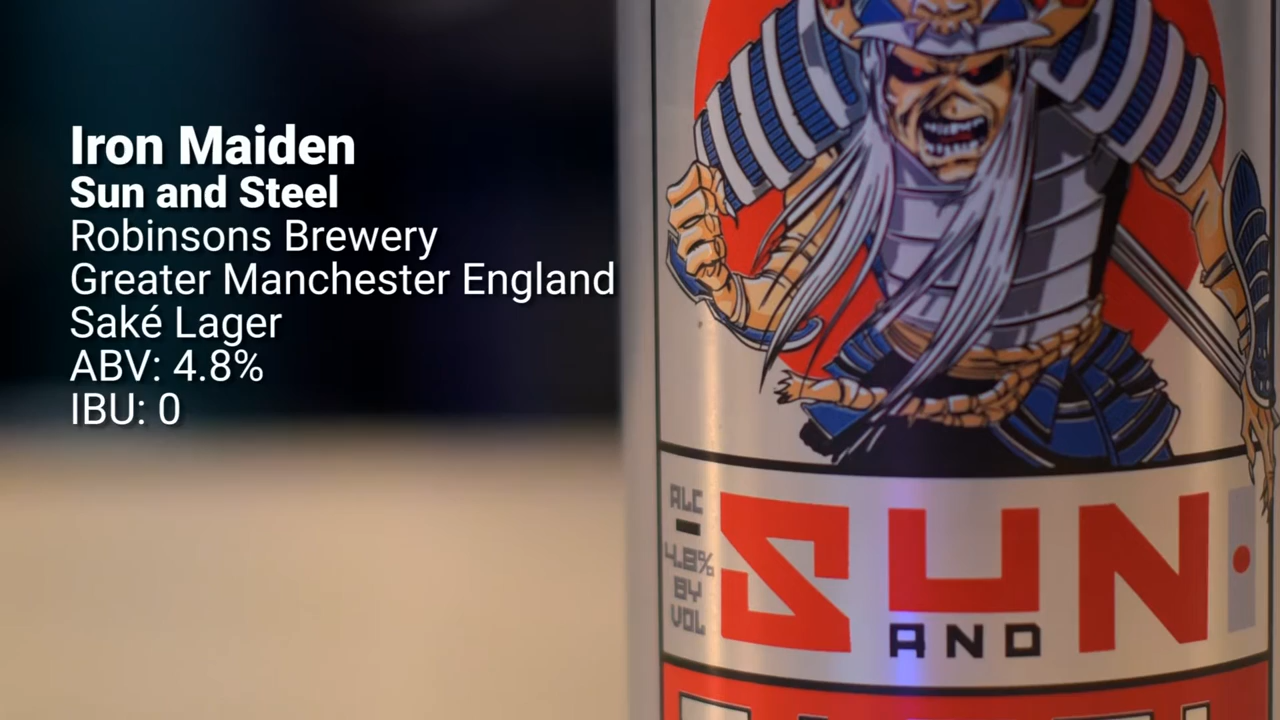 Iron Maiden
Sun and Steel
Robinsons Brewery
Greater Manchester England
Saké Lager
ABV: 4.8%
IBU: 0
ALC
4.8%
BY
VOL
SUN
AND